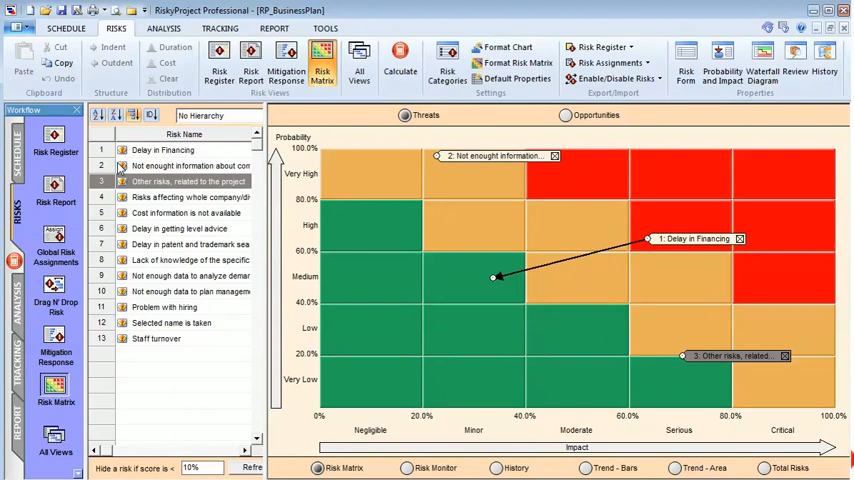 RiskyProject Professional - [RP_BusinessPlan]
SCHEDULE RISKS ANALYSIS TRACKING REPORT TOOLS
Paste
Cut
Copy
Undo
Clipboard
Indent
Outdent
Structure
Duration
Cost
Clear
Distribution
Risk Register
Risk Report
Mitigation Response
Risk Matrix
Risk Views
All Views
Calculate
Risk Categories
Format Chart
Format Risk Matrix
Default Properties
Settings
Risk Register
Risk Assignments
Enable/Disable Risks
Export/Import
Risk Form
Probability and Impact
Waterfall Diagram
Review
History
Properties
Workflow
SCHEDULE
RISKS
ANALYSIS
TRACKING
REPORT
Risk Register
Risk Report
Assign
Global Risk Assignments
Drag N' Drop Risk
Mitigation Response
Risk Matrix
All Views
No Hierarchy
Risk Name
1 Delay in Financing
2 Not enought information about com
3 Other risks, related to the project
4 Risks affecting whole company/di
5 Cost information is not available
6 Delay in getting level advice
7 Delay in patent and trademark sea
8 Lack of knowledge of the specific
9 Not enought data to analyze demar
10 Not enought data to plan manageme
11 Problem with hiring
12 Selected name is taken
13 Staff turnover
Hide a risk if score is < 10% Refre
Threats Opportunities
Probability
100.0%
Very High
80.0%
High
60.0%
Medium
40.0%
Low
20.0%
Very Low
2: Not enought information...
1: Delay in Financing
3: Other risks, related...
0% 20.0% 40.0% 60.0% 80.0% 100.0%
Negligible Minor Moderate Serious Critical
Impact
Risk Matrix Risk Monitor History Trend - Bars Trend - Area Total Risks